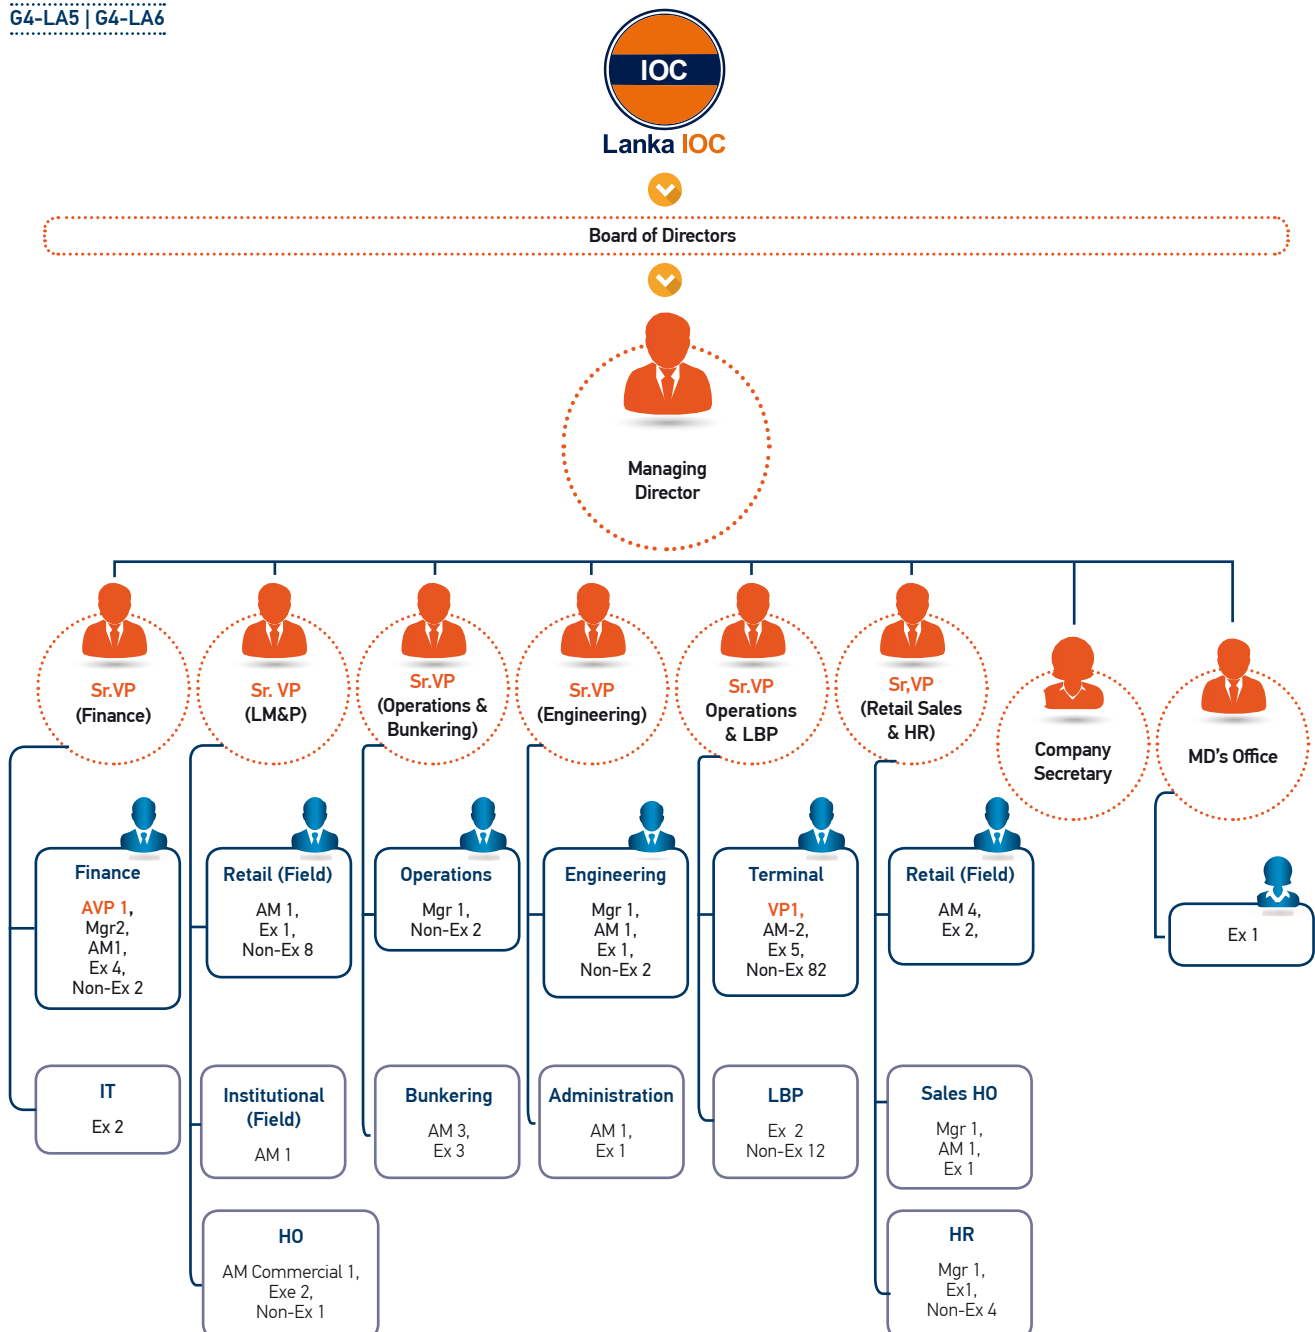 G4-LA5 | G4-LA6
IOC
Lanka IOC
Board of Directors
Managing
Director
Sr.VP
(Finance)
Sr. VP
(LM&P)
Sr.VP
(Operations &
Bunkering)
Sr.VP
(Engineering)
Sr.VP
Operations
& LBP
Sr,VP
(Retail Sales
& HR)
Company
Secretary
MD's Office
Finance
AVP 1,
Mgr2,
AM1,
Ex 4,
Non-Ex 2
Retail (Field)
AM 1,
Ex 1,
Non-Ex 8
Operations
Mgr 1,
Non-Ex 2
Engineering
Mgr 1,
AM 1,
Ex 1,
Non-Ex 2
Terminal
VP1,
AM-2,
Ex 5,
Non-Ex 82
Retail (Field)
AM 4,
Ex 2,
Ex 1
IT
Ex 2
Institutional
(Field)
AM 1
Bunkering
AM 3,
Ex 3
Administration
AM 1,
Ex 1
LBP
Ex 2
Non-Ex 12
Sales HO
Mgr 1,
AM 1,
Ex 1
HO
AM Commercial 1,
Exe 2,
Non-Ex 1
HR
Mgr 1,
Ex1,
Non-Ex 4